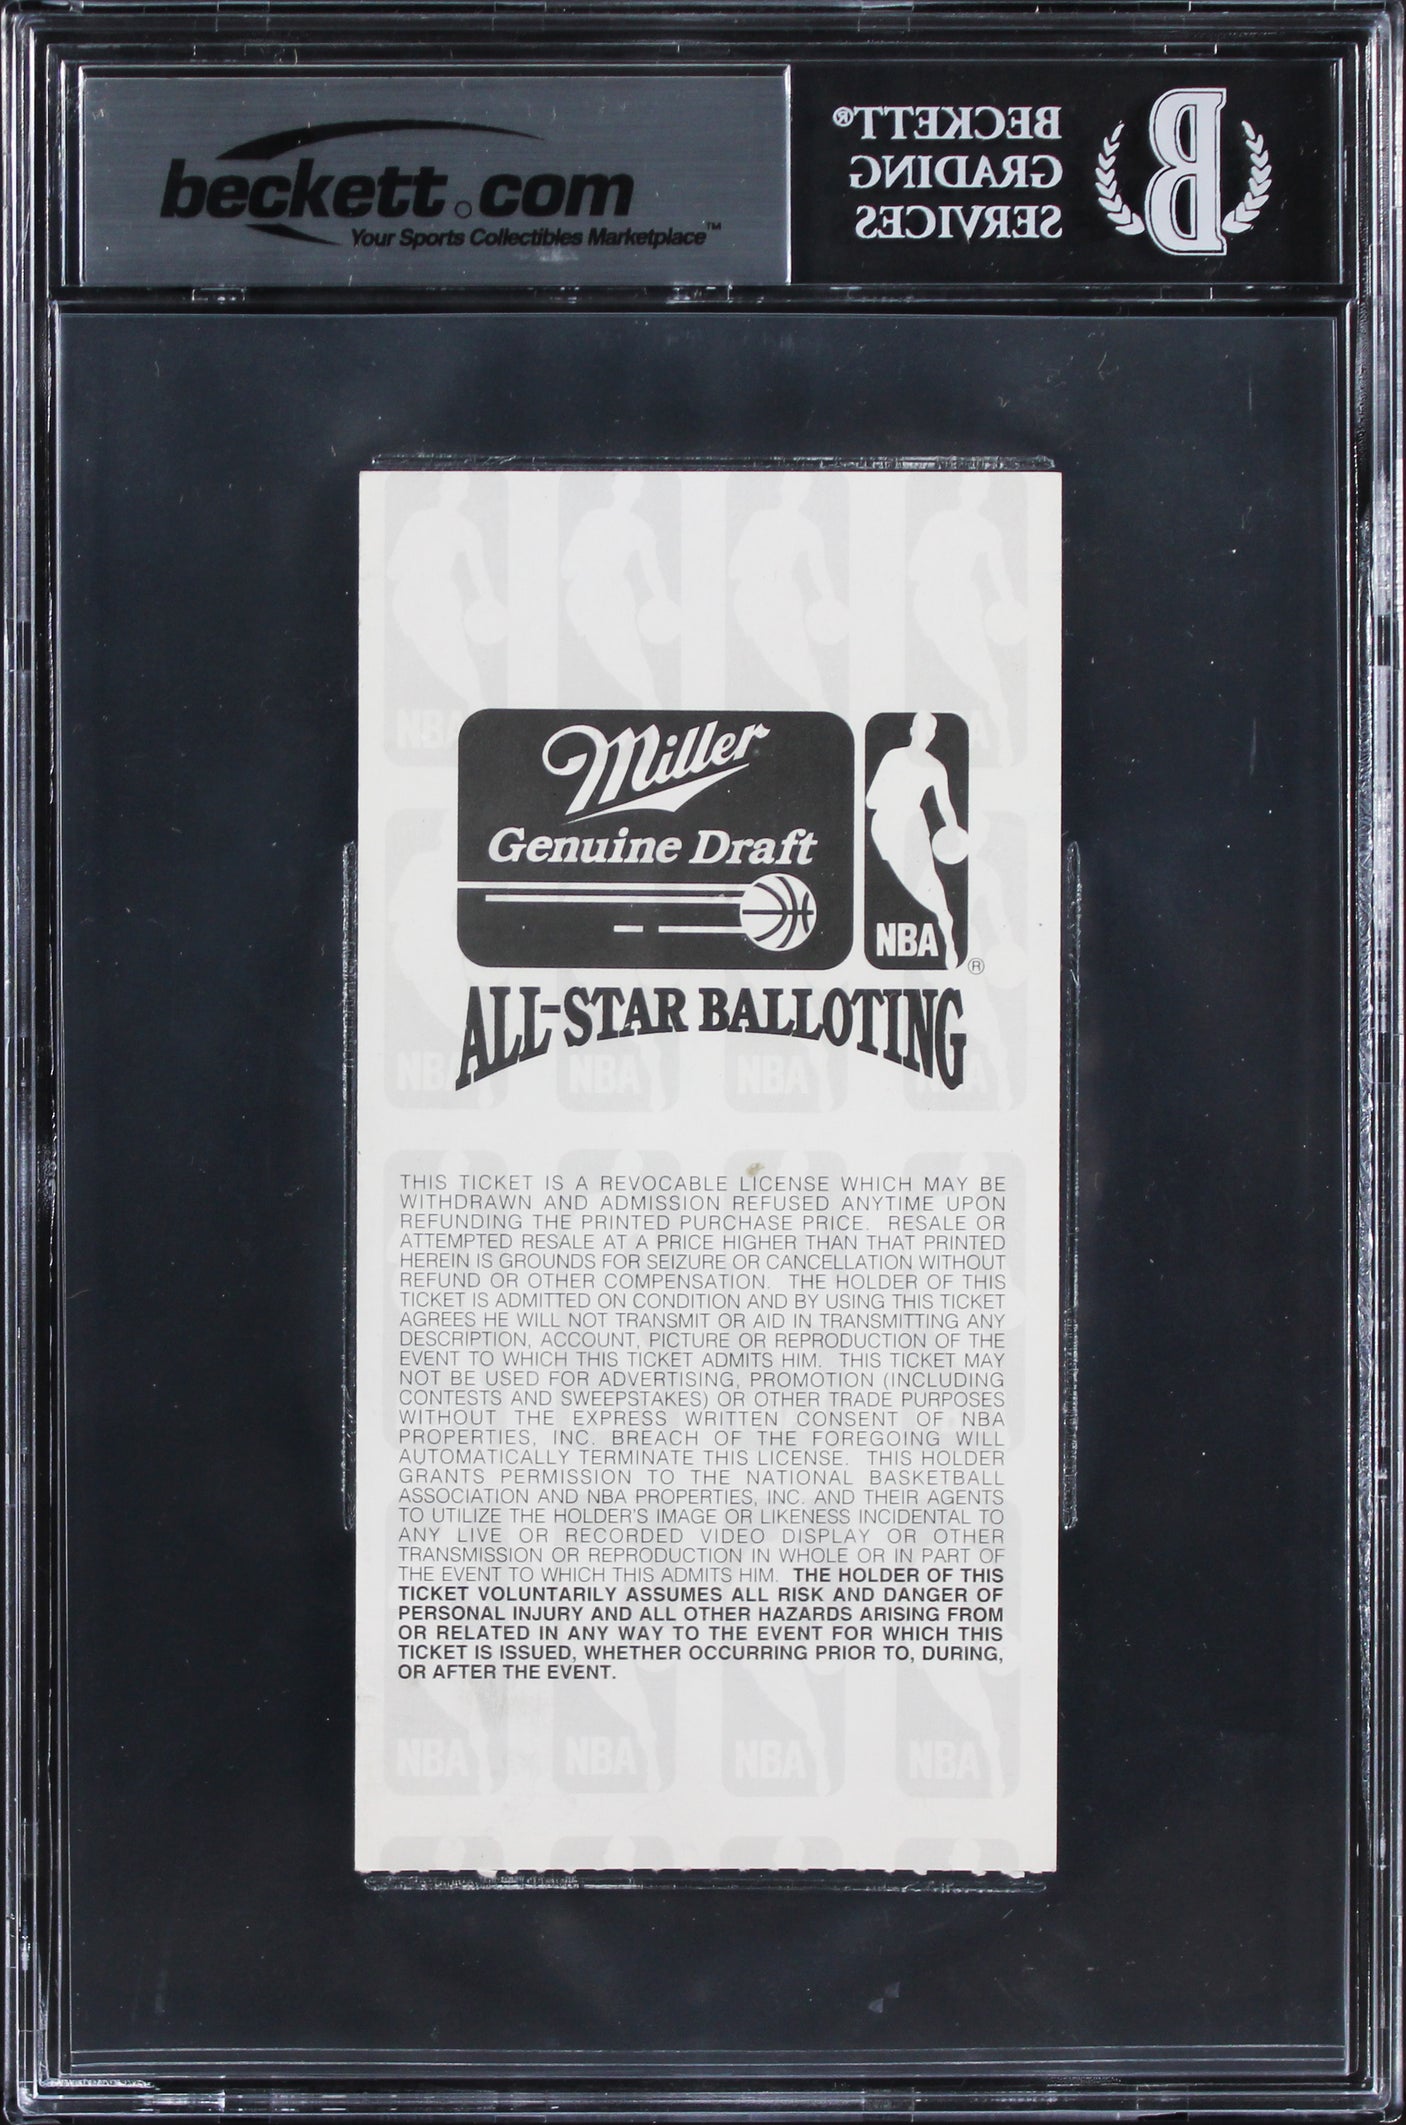 beckett.com
Your Sports Collectibles Marketplace™
BECKETT®
GRADING
SERVICES
B
NBA
Miller
Genuine Draft
NBA
®
ALL-STAR BALLOTING
NBA NBA NBA NBA
THIS TICKET IS A REVOCABLE LICENSE WHICH MAY BE
WITHDRAWN AND ADMISSION REFUSED ANYTIME UPON
REFUNDING THE PRINTED PURCHASE PRICE. RESALE OR
ATTEMPTED RESALE AT A PRICE HIGHER THAN THAT PRINTED
HEREIN IS GROUNDS FOR SEIZURE OR CANCELLATION WITHOUT
REFUND OR OTHER COMPENSATION. THE HOLDER OF THIS
TICKET IS ADMITTED ON CONDITION AND BY USING THIS TICKET
AGREES HE WILL NOT TRANSMIT OR AID IN TRANSMITTING ANY
DESCRIPTION, ACCOUNT, PICTURE OR REPRODUCTION OF THE
EVENT TO WHICH THIS TICKET ADMITS HIM. THIS TICKET MAY
NOT BE USED FOR ADVERTISING, PROMOTION (INCLUDING
CONTESTS AND SWEEPSTAKES) OR OTHER TRADE PURPOSES
WITHOUT THE EXPRESS WRITTEN CONSENT OF NBA
PROPERTIES, INC. BREACH OF THE FOREGOING WILL
AUTOMATICALLY TERMINATE THIS LICENSE. THIS HOLDER
GRANTS PERMISSION TO THE NATIONAL BASKETBALL
ASSOCIATION AND NBA PROPERTIES, INC. AND THEIR AGENTS
TO UTILIZE THE HOLDER'S IMAGE OR LIKENESS INCIDENTAL TO
ANY LIVE OR RECORDED VIDEO DISPLAY OR OTHER
TRANSMISSION OR REPRODUCTION IN WHOLE OR IN PART OF
THE EVENT TO WHICH THIS ADMITS HIM. THE HOLDER OF THIS
TICKET VOLUNTARILY ASSUMES ALL RISK AND DANGER OF
PERSONAL INJURY AND ALL OTHER HAZARDS ARISING FROM
OR RELATED IN ANY WAY TO THE EVENT FOR WHICH THIS
TICKET IS ISSUED, WHETHER OCCURRING PRIOR TO, DURING,
OR AFTER THE EVENT.
NBA NBA NBA NBA